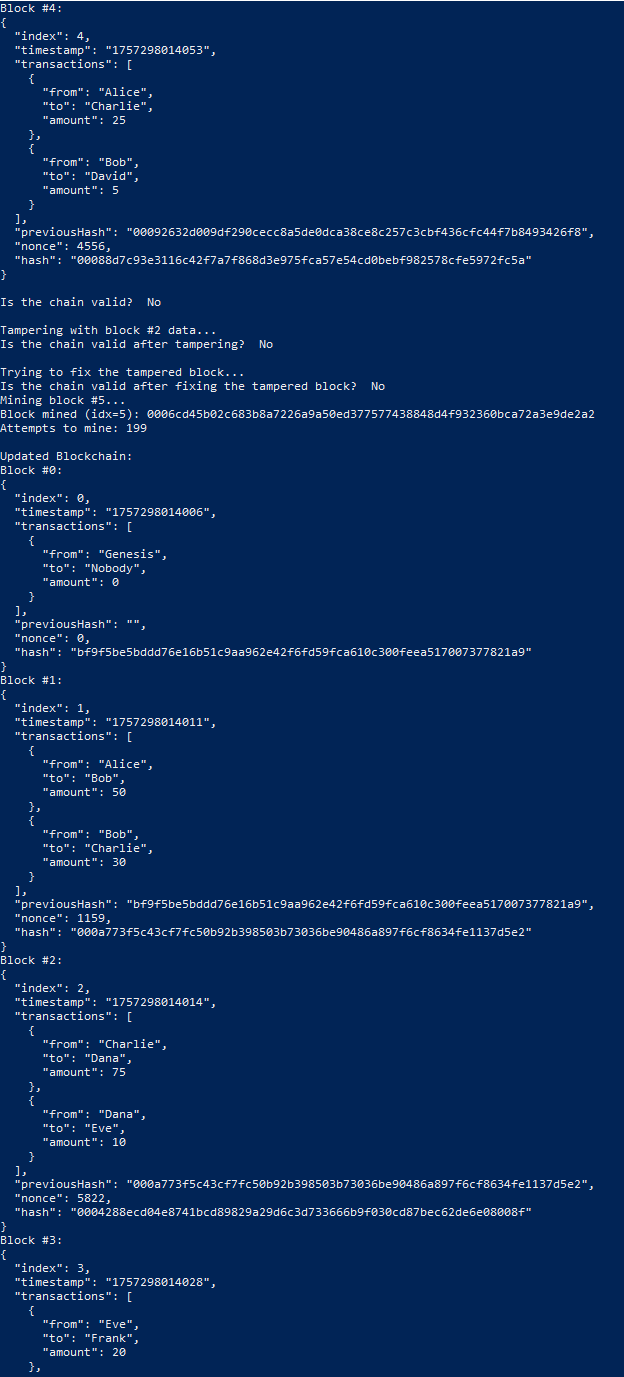 Block #4:
{
  "index": 4,
  "timestamp": "1757298014053",
  "transactions": [
    {
      "from": "Alice",
      "to": "Charlie",
      "amount": 25
    },
    {
      "from": "Bob",
      "to": "David",
      "amount": 5
    }
  ],
  "previousHash": "00092632d009df290cecc8a5de0dca38ce8c257c3cbf436cfc44f7b8493426f8",
  "nonce": 4556,
  "hash": "00088d7c93e3116c42f7a7f868d3e975fca57e54cd0bebf982578cfe5972fc5a"
}

Is the chain valid?  No

Tampering with block #2 data...
Is the chain valid after tampering?  No

Trying to fix the tampered block...
Is the chain valid after fixing the tampered block?  No
Mining block #5...
Block mined (idx=5): 0006cd45b02c683b8a7226a9a50ed377577438848d4f932360bca72a3e9de2a2
Attempts to mine: 199

Updated Blockchain:
Block #0:
{
  "index": 0,
  "timestamp": "1757298014006",
  "transactions": [
    {
      "from": "Genesis",
      "to": "Nobody",
      "amount": 0
    }
  ],
  "previousHash": "",
  "nonce": 0,
  "hash": "bf9f5be5bddd76e16b51c9aa962e42f6fd59fca610c300feea517007377821a9"
}
Block #1:
{
  "index": 1,
  "timestamp": "1757298014011",
  "transactions": [
    {
      "from": "Alice",
      "to": "Bob",
      "amount": 50
    },
    {
      "from": "Bob",
      "to": "Charlie",
      "amount": 30
    }
  ],
  "previousHash": "bf9f5be5bddd76e16b51c9aa962e42f6fd59fca610c300feea517007377821a9",
  "nonce": 1159,
  "hash": "000a773f5c43cf7fc50b92b398503b73036be90486a897f6cf8634fe1137d5e2"
}
Block #2:
{
  "index": 2,
  "timestamp": "1757298014014",
  "transactions": [
    {
      "from": "Charlie",
      "to": "Dana",
      "amount": 75
    },
    {
      "from": "Dana",
      "to": "Eve",
      "amount": 10
    }
  ],
  "previousHash": "000a773f5c43cf7fc50b92b398503b73036be90486a897f6cf8634fe1137d5e2",
  "nonce": 5822,
  "hash": "0004288ecd04e8741bcd89829a29d6c3d733666b9f030cd87bec62de6e08008f"
}
Block #3:
{
  "index": 3,
  "timestamp": "1757298014028",
  "transactions": [
    {
      "from": "Eve",
      "to": "Frank",
      "amount": 20
    },